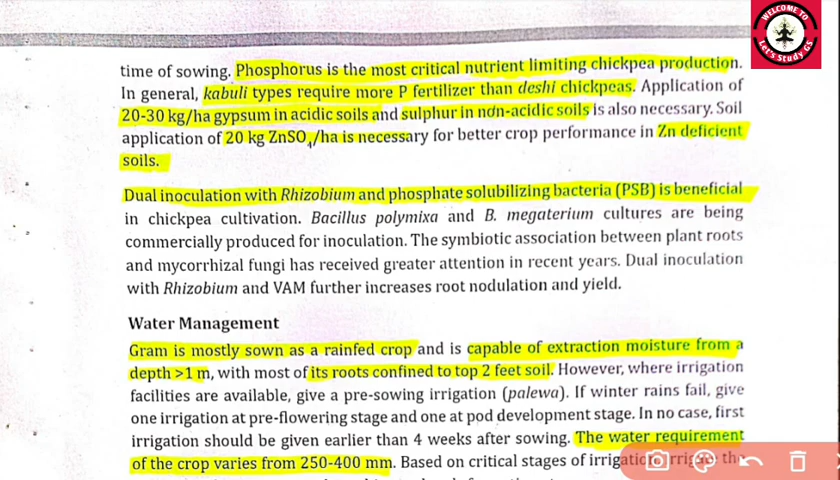 WELCOME TO
Let's Study GS
time of sowing. Phosphorus is the most critical nutrient limiting chickpea production.
In general, kabuli types require more P fertilizer than deshi chickpeas. Application of
20-30 kg/ha gypsum in acidic soils and sulphur in non-acidic soils is also necessary. Soil
application of 20 kg ZnSO₄/ha is necessary for better crop performance in Zn deficient
soils.
Dual inoculation with Rhizobium and phosphate solubilizing bacteria (PSB) is beneficial
in chickpea cultivation. Bacillus polymixa and B. megaterium cultures are being
commercially produced for inoculation. The symbiotic association between plant roots
and mycorrhizal fungi has received greater attention in recent years. Dual inoculation
with Rhizobium and VAM further increases root nodulation and yield.
Water Management
Gram is mostly sown as a rainfed crop and is capable of extraction moisture from a
depth >1 m, with most of its roots confined to top 2 feet soil. However, where irrigation
facilities are available, give a pre-sowing irrigation (palewa). If winter rains fail, give
one irrigation at pre-flowering stage and one at pod development stage. In no case, first
irrigation should be given earlier than 4 weeks after sowing. The water requirement
of the crop varies from 250-400 mm. Based on critical stages of irrigation, irrigate the